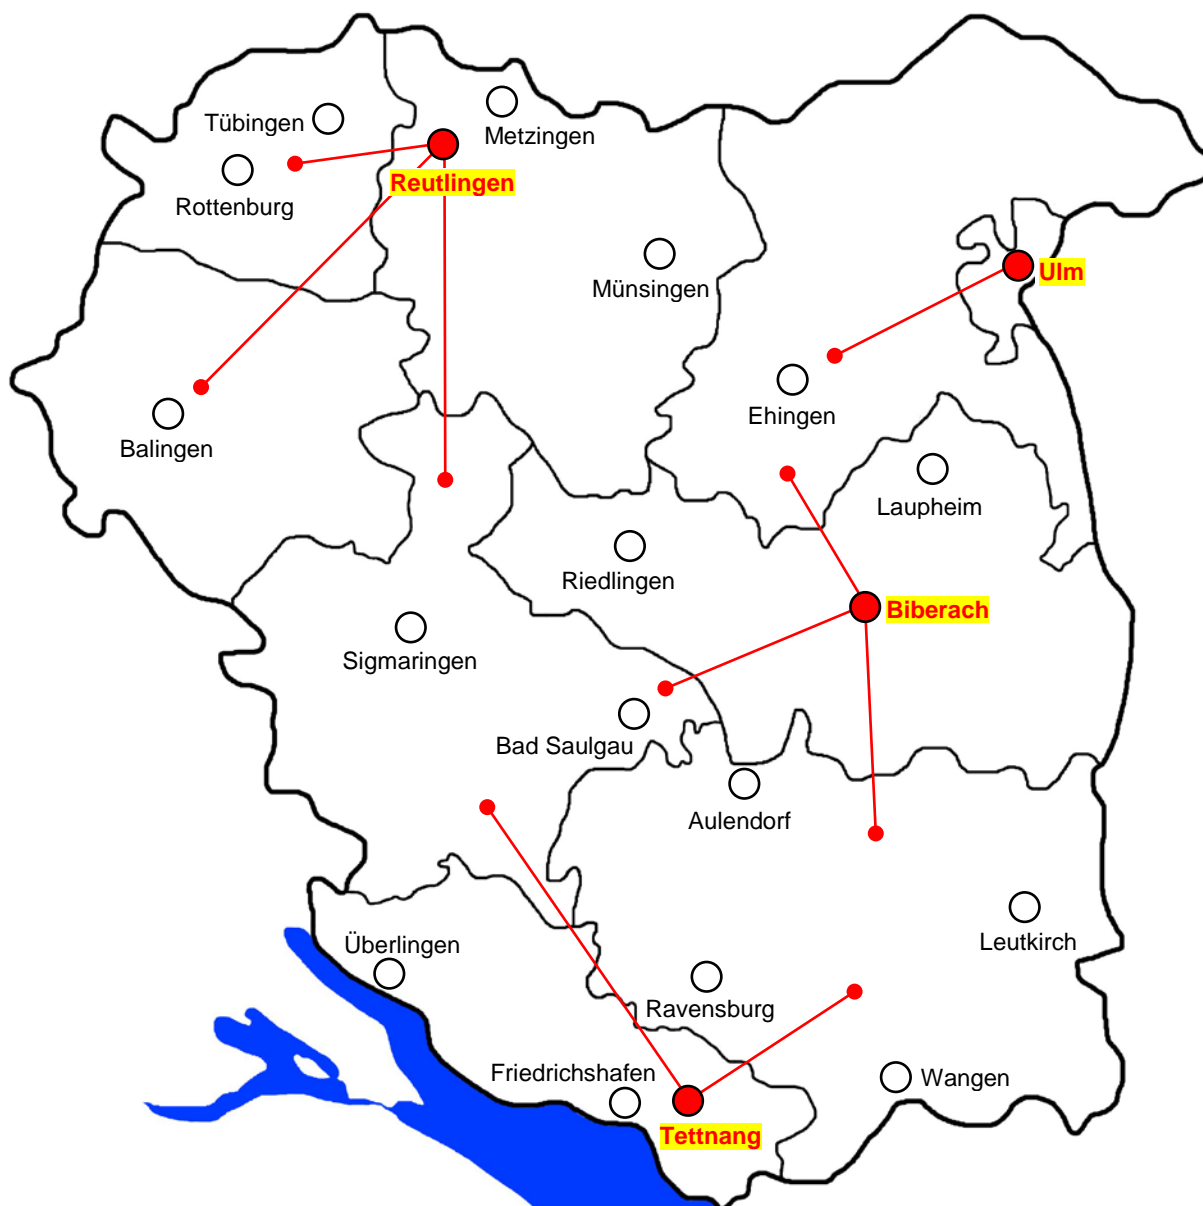 Tübingen
Metzingen
Rottenburg
Reutlingen
Münsingen
Ulm
Ehingen
Balingen
Laupheim
Riedlingen
Biberach
Sigmaringen
Bad Saulgau
Aulendorf
Überlingen
Leutkirch
Ravensburg
Friedrichshafen
Wangen
Tettnang